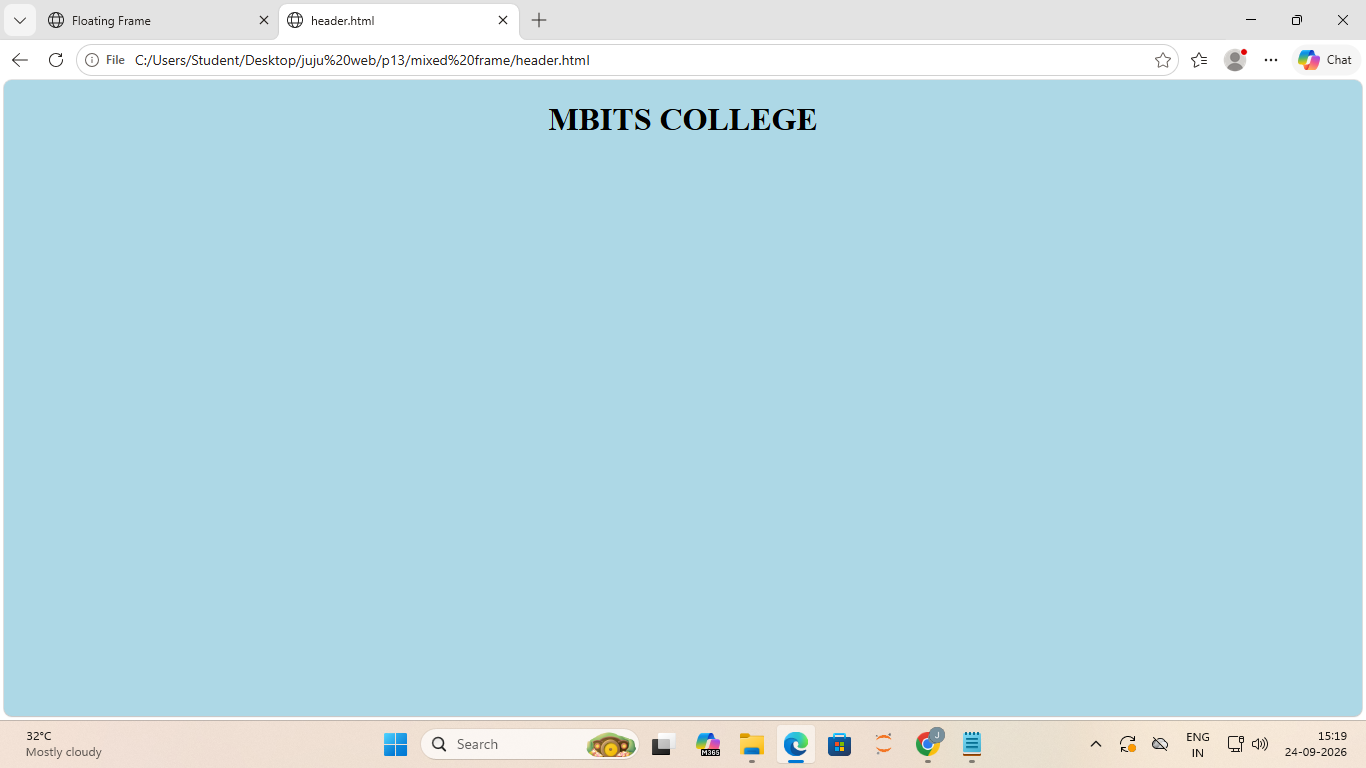 Floating Frame
header.html
File C:/Users/Student/Desktop/juju%20web/p13/mixed%20frame/header.html
Chat
MBITS COLLEGE
32°C
Mostly cloudy
Search
M365
J
ENG
IN
15:19
24-09-2026